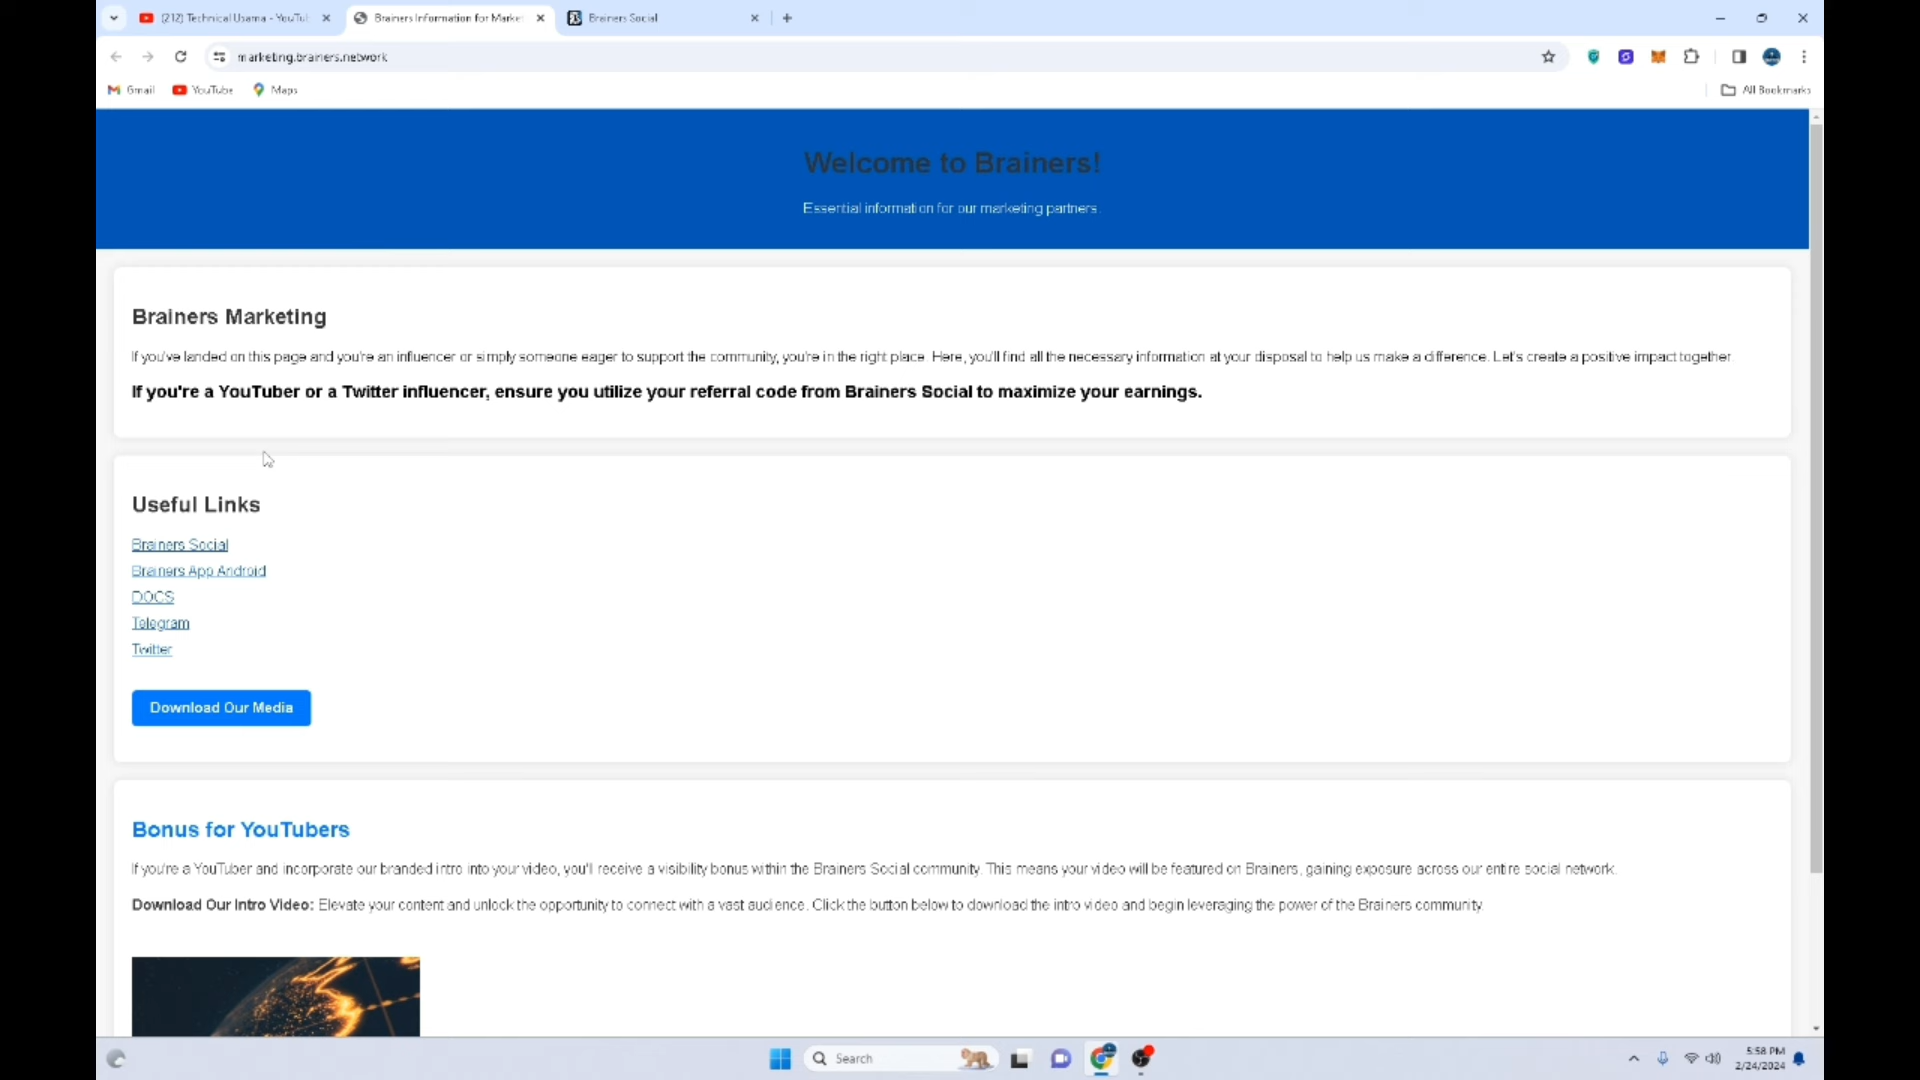 (212) Technical Usama - YouTu
Brainers Information for Marke
Brainers Social
marketing.brainers.network
Gmail
YouTube
Maps
All Bookmarks
Welcome to Brainers!
Essential information for our marketing partners.
Brainers Marketing
If you've landed on this page and you're an influencer or simply someone eager to support the community, you're in the right place. Here, you'll find all the necessary information at your disposal to help us make a difference. Let's create a positive impact together
If you're a YouTuber or a Twitter influencer, ensure you utilize your referral code from Brainers Social to maximize your earnings.
Useful Links
Brainers Social
Brainers App Android
DOCS
Telegram
Twitter
Download Our Media
Bonus for YouTubers
If you're a YouTuber and incorporate our branded intro into your video, you'll receive a visibility bonus within the Brainers Social community. This means your video will be featured on Brainers, gaining exposure across our entire social network.
Download Our Intro Video: Elevate your content and unlock the opportunity to connect with a vast audience. Click the button below to download the intro video and begin leveraging the power of the Brainers community.
Search
5:58 PM
2/24/2024